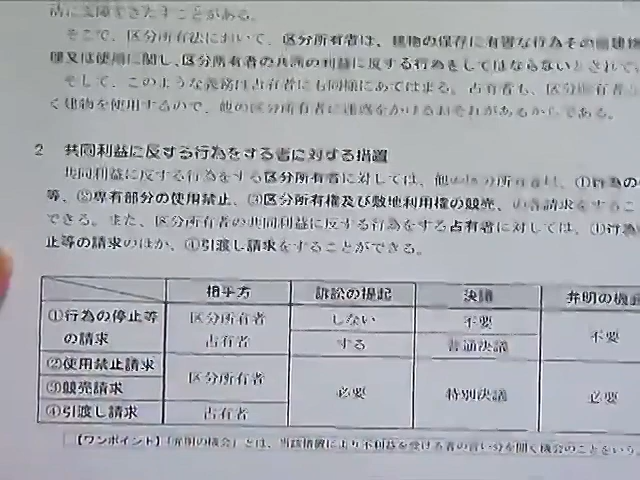 活に支障をきたすことがある。
そこで、区分所有法において、区分所有者は、建物の保存に有害な行為その他建物
理又は使用に関し、区分所有者の共同の利益に反する行為をしてはならないとされてい
そして、このような義務は占有者にも同様にあてはまる。占有者も、区分所有者
く建物を使用するので、他の区分所有者に迷惑をかけるおそれがあるからである。
2 共同利益に反する行為をする者に対する措置
共同利益に反する行為をする区分所有者に対しては、他の区分所有者は、①行為の
等、②専有部分の使用禁止、③区分所有権及び敷地利用権の競売、の各請求をするこ
できる。また、区分所有者の共同利益に反する行為をする占有者に対しては、①行為
止等の請求のほか、④引渡し請求をすることができる。
相手方 訴訟の提起 決議 弁明の機会
①行為の停止等の請求 区分所有者 しない 不要 不要
占有者 する 普通決議
②使用禁止請求 区分所有者 必要 特別決議 必要
③競売請求
④引渡し請求 占有者
【ワンポイント】「弁明の機会」とは、当該措置により不利益を受ける者の言い分を聞く機会のことをいう。